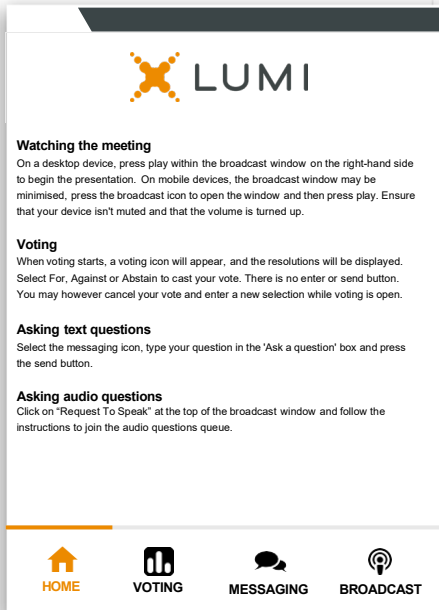 LUMI
Watching the meeting
On a desktop device, press play within the broadcast window on the right-hand side
to begin the presentation. On mobile devices, the broadcast window may be
minimised, press the broadcast icon to open the window and then press play. Ensure
that your device isn't muted and that the volume is turned up.
Voting
When voting starts, a voting icon will appear, and the resolutions will be displayed.
Select For, Against or Abstain to cast your vote. There is no enter or send button.
You may however cancel your vote and enter a new selection while voting is open.
Asking text questions
Select the messaging icon, type your question in the 'Ask a question' box and press
the send button.
Asking audio questions
Click on “Request To Speak” at the top of the broadcast window and follow the
instructions to join the audio questions queue.
HOME VOTING MESSAGING BROADCAST